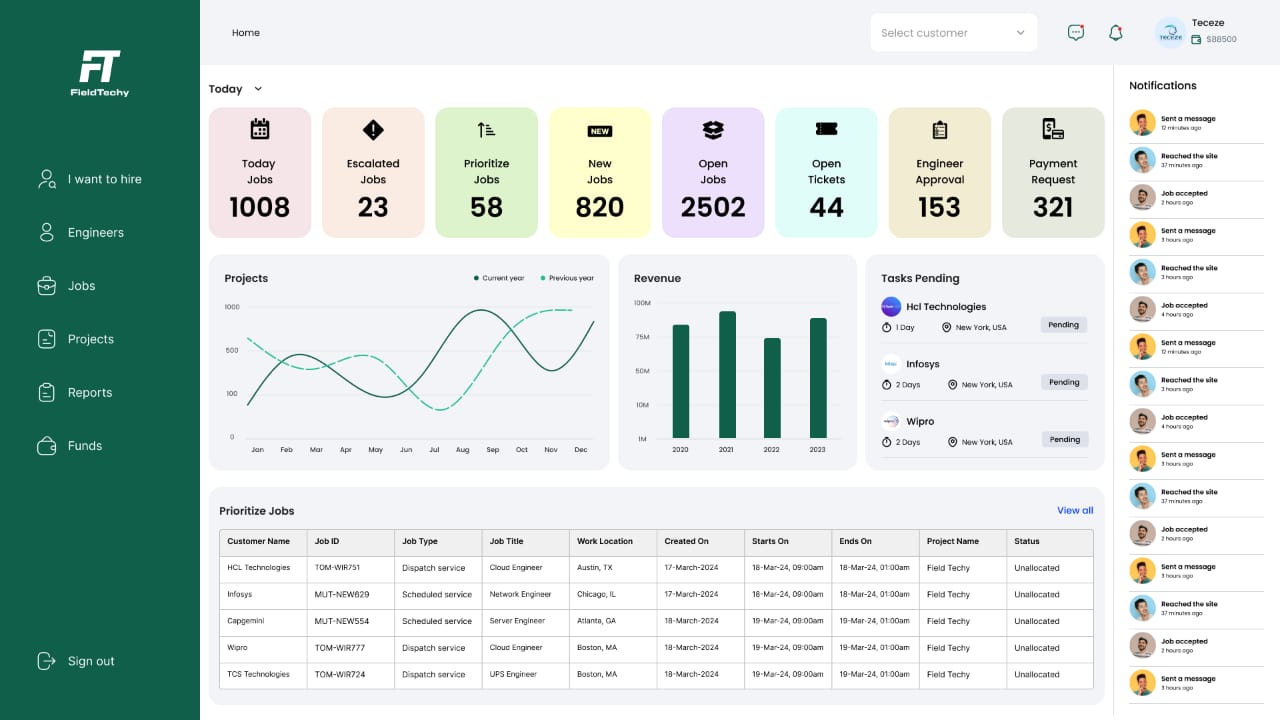 FT
FieldTechy
I want to hire
Engineers
Jobs
Projects
Reports
Funds
Sign out
Home
Select customer
TECEZE
Teceze
$88500
Today
Today
Jobs
1008
Escalated
Jobs
23
Prioritize
Jobs
58
NEW
New
Jobs
820
Open
Jobs
2502
Open
Tickets
44
Engineer
Approval
153
Payment
Request
321
Projects
Current year
Previous year
1000
500
100
0
Jan Feb Mar Apr May Jun Jul Aug Sep Oct Nov Dec
Revenue
100M
75M
50M
10M
1M
2020 2021 2022 2023
Tasks Pending
Hcl Technologies
1 Day New York, USA Pending
Infosys
2 Days New York, USA Pending
wipro
Wipro
2 Days New York, USA Pending
Prioritize Jobs View all
Customer Name Job ID Job Type Job Title Work Location Created On Starts On Ends On Project Name Status
HCL Technologies TOM-WIR751 Dispatch service Cloud Engineer Austin, TX 17-March-2024 18-Mar-24, 09:00am 18-Mar-24, 01:00am Field Techy Unallocated
Infosys MUT-NEW629 Scheduled service Network Engineer Chicago, IL 17-March-2024 18-Mar-24, 09:00am 18-Mar-24, 01:00am Field Techy Unallocated
Capgemini MUT-NEW554 Scheduled service Server Engineer Atlanta, GA 18-March-2024 19-Mar-24, 09:00am 19-Mar-24, 01:00am Field Techy Unallocated
Wipro TOM-WIR777 Dispatch service Cloud Engineer Boston, MA 18-March-2024 19-Mar-24, 09:00am 19-Mar-24, 01:00am Field Techy Unallocated
TCS Technologies TOM-WIR724 Dispatch service UPS Engineer Boston, MA 18-March-2024 19-Mar-24, 09:00am 19-Mar-24, 01:00am Field Techy Unallocated
Notifications
Sent a message
12 minutes ago
Reached the site
37 minutes ago
Job accepted
2 hours ago
Sent a message
3 hours ago
Reached the site
3 hours ago
Job accepted
4 hours ago
Sent a message
12 minutes ago
Reached the site
3 hours ago
Job accepted
4 hours ago
Sent a message
3 hours ago
Reached the site
37 minutes ago
Job accepted
2 hours ago
Sent a message
3 hours ago
Reached the site
37 minutes ago
Job accepted
2 hours ago
Sent a message
3 hours ago